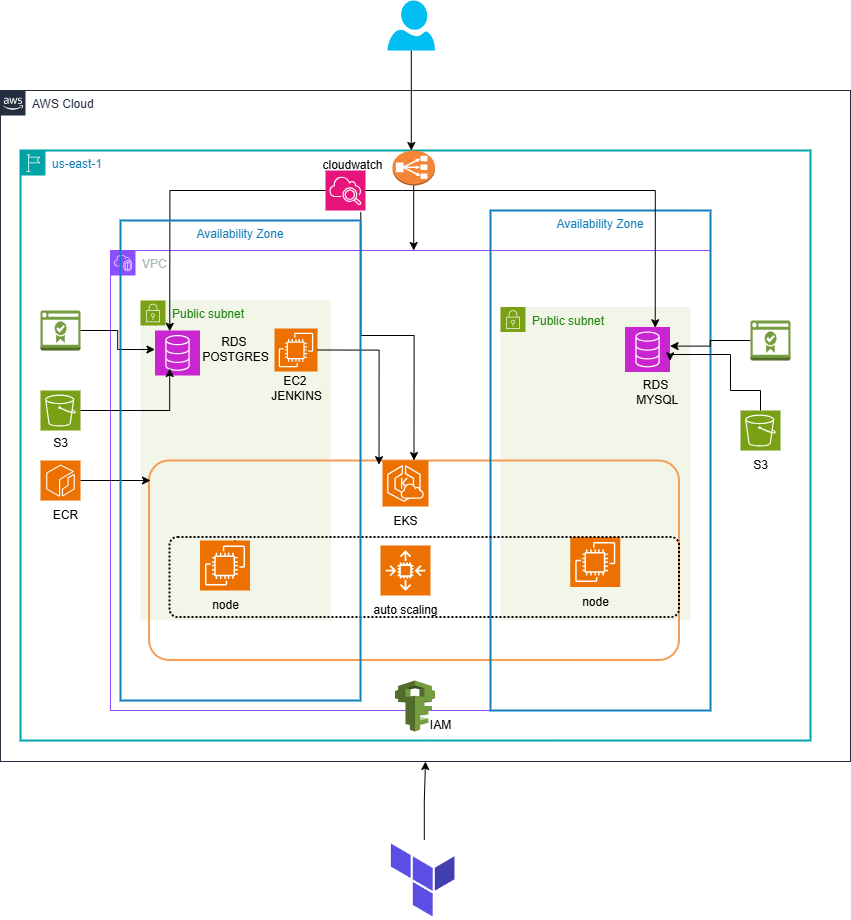 aws
AWS Cloud
us-east-1
cloudwatch
Availability Zone
Availability Zone
VPC
Public subnet
Public subnet
RDS
POSTGRES
EC2
JENKINS
RDS
MYSQL
S3
S3
ECR
EKS
node
auto scaling
node
IAM